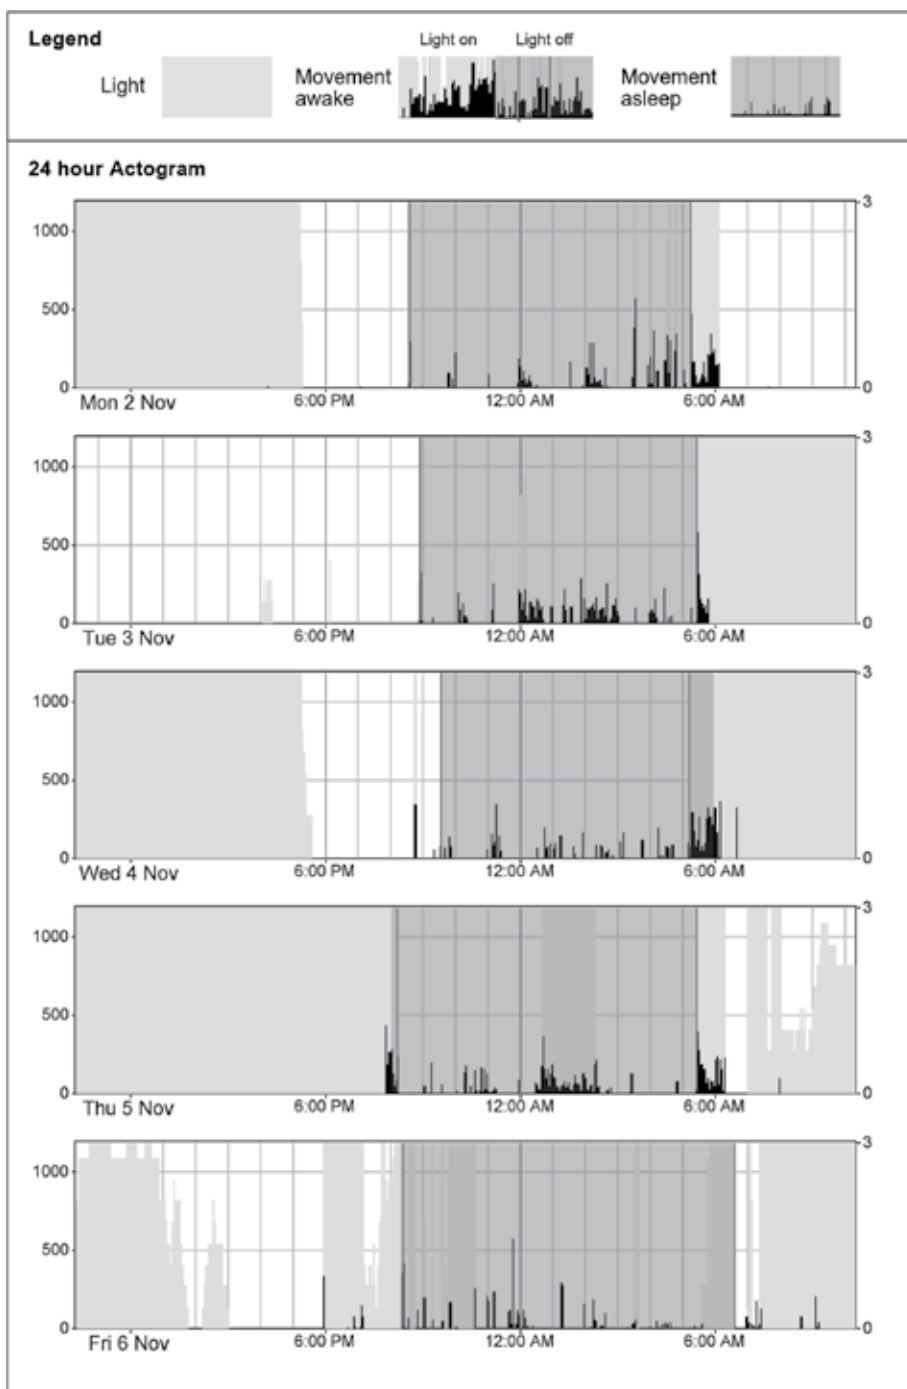 Legend
Light on Light off
Light
Movement awake
Movement asleep
24 hour Actogram
1000
500
0
3
0
Mon 2 Nov
6:00 PM 12:00 AM 6:00 AM
1000
500
0
3
0
Tue 3 Nov
6:00 PM 12:00 AM 6:00 AM
1000
500
0
3
0
Wed 4 Nov
6:00 PM 12:00 AM 6:00 AM
1000
500
0
3
0
Thu 5 Nov
6:00 PM 12:00 AM 6:00 AM
1000
500
0
3
0
Fri 6 Nov
6:00 PM 12:00 AM 6:00 AM